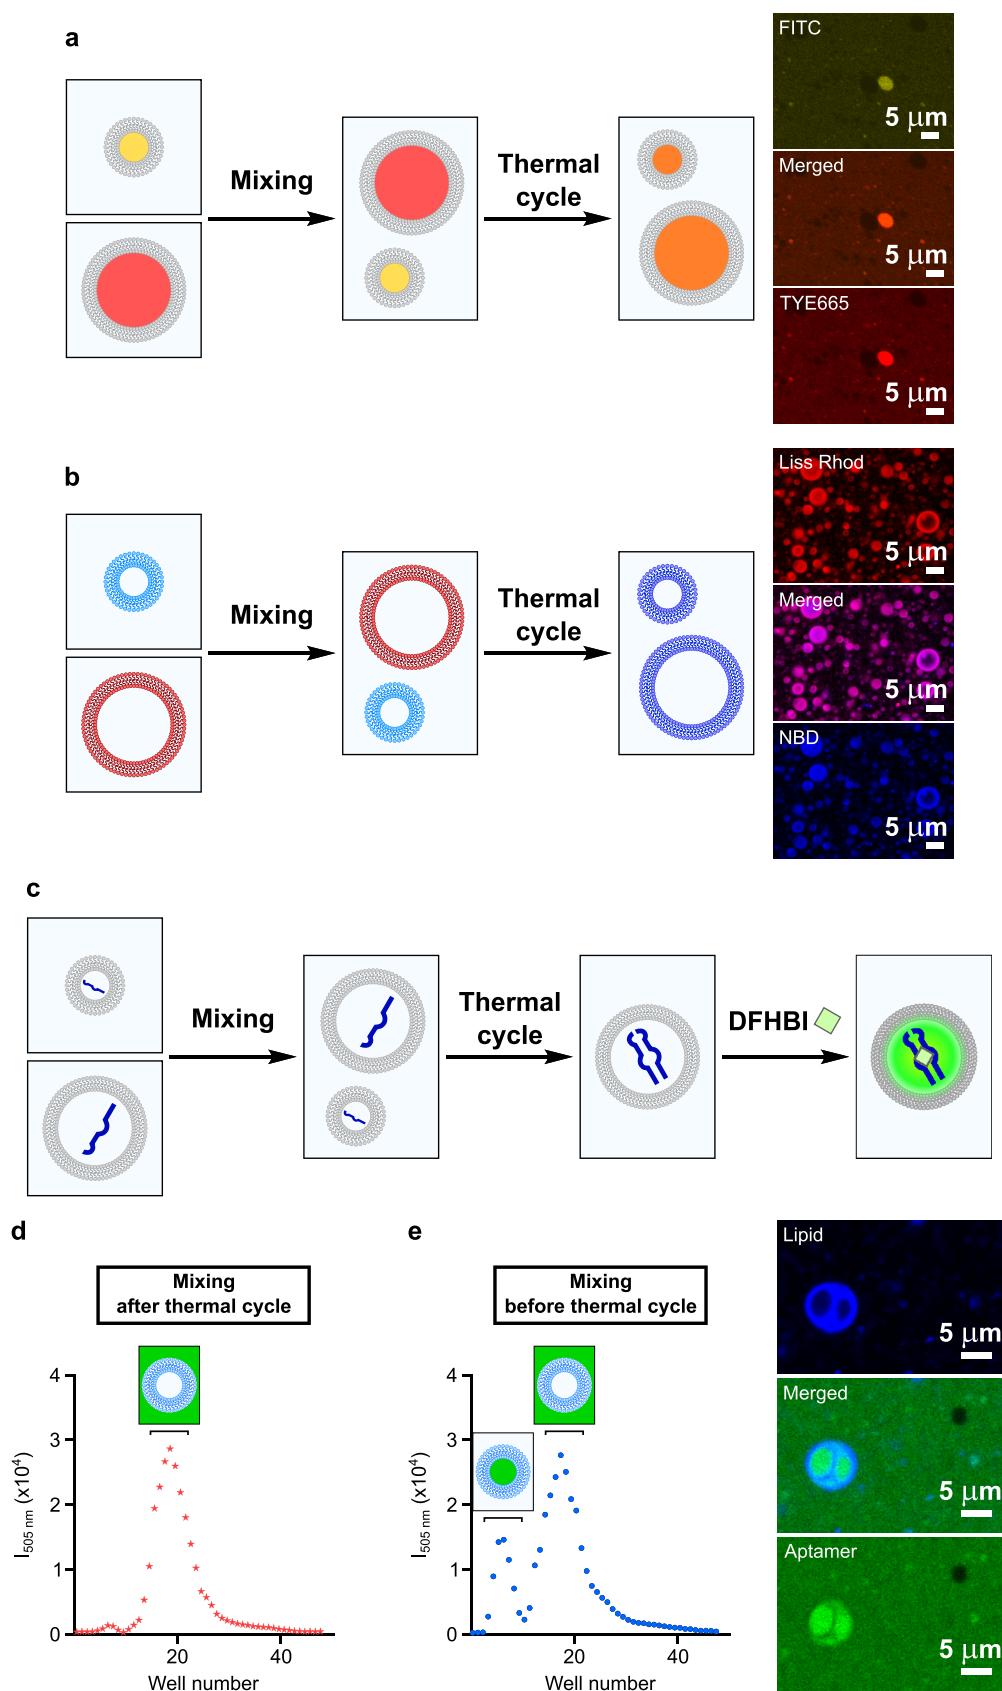 a
Mixing
Thermal
cycle
FITC
5 μm
Merged
5 μm
TYE665
5 μm
b
Mixing
Thermal
cycle
Liss Rhod
5 μm
Merged
5 μm
NBD
5 μm
c
Mixing
Thermal
cycle
DFHBI
d
Mixing
after thermal cycle
4
3
2
1
0
I505 nm (x10⁴)
20
40
Well number
e
Mixing
before thermal cycle
4
3
2
1
0
I505 nm (x10⁴)
20
40
Well number
Lipid
5 μm
Merged
5 μm
Aptamer
5 μm